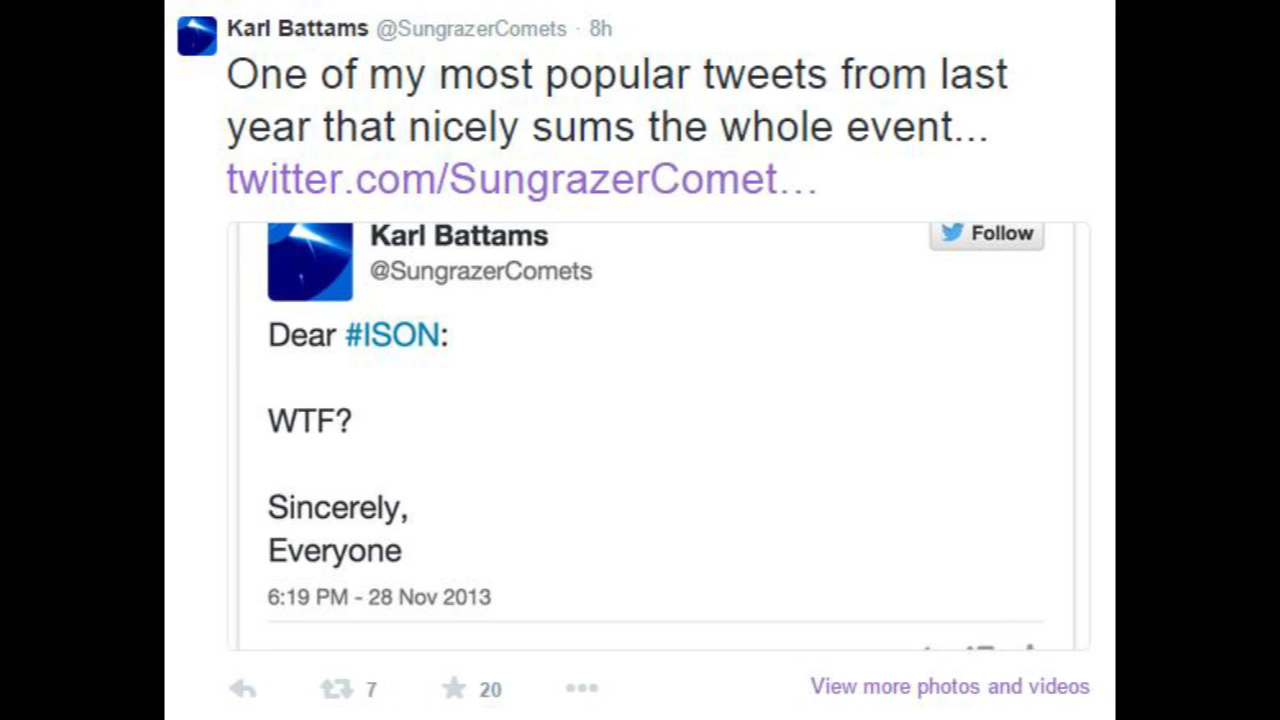 Karl Battams @SungrazerComets · 8h
One of my most popular tweets from last
year that nicely sums the whole event...
twitter.com/SungrazerComet...
Karl Battams
Follow
@SungrazerComets
Dear #ISON:
WTF?
Sincerely,
Everyone
6:19 PM - 28 Nov 2013
7
20
View more photos and videos